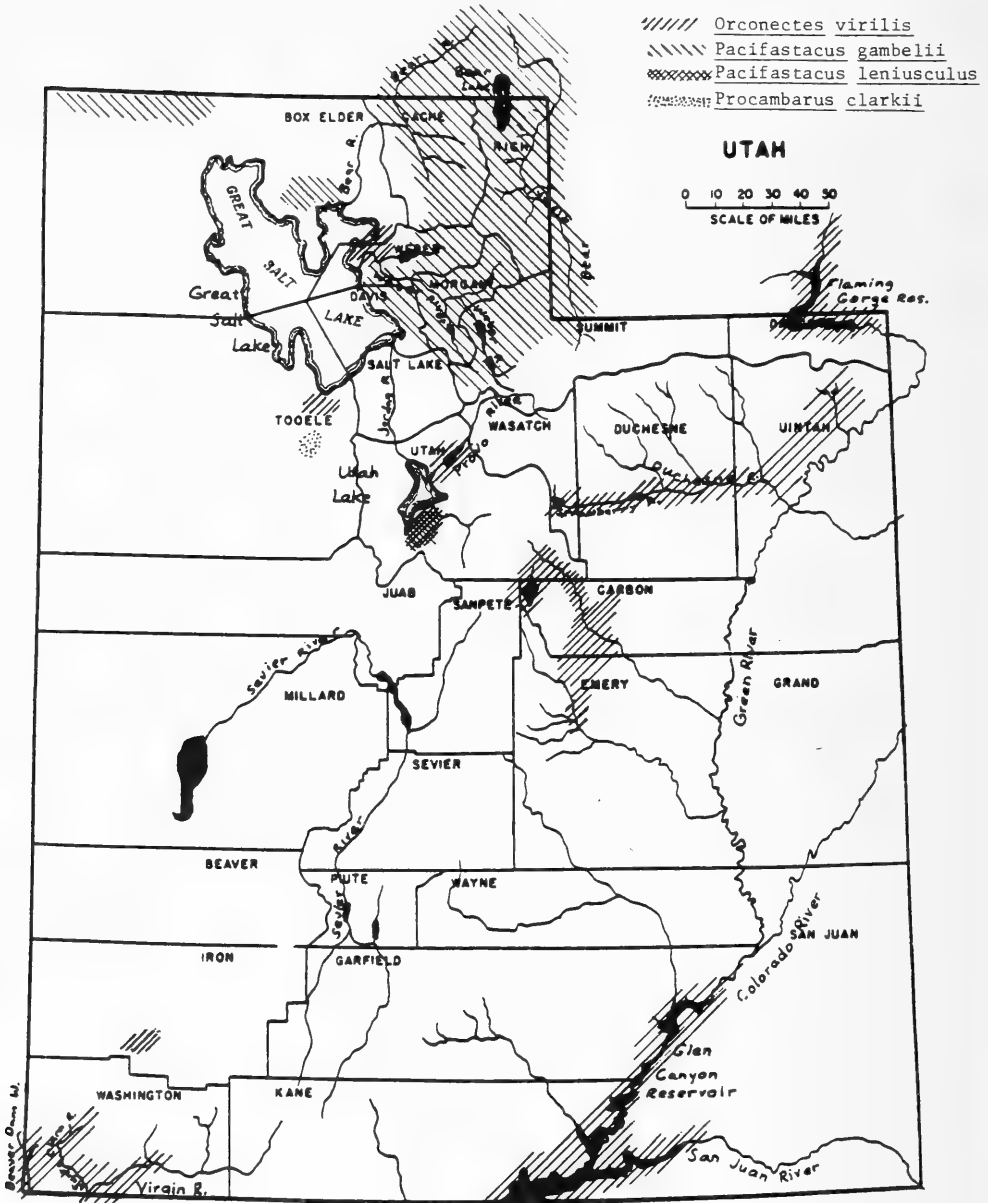 Orconectes virilis
Pacifastacus gambelii
Pacifastacus leniusculus
Procambarus clarkii
UTAH
0 10 20 30 40 50
SCALE OF MILES
Bear R.
Bear Lake
BOX ELDER
CACHE
RICH
Bear R.
GREAT
SALT
LAKE
Great
Salt
Lake
WEBER
MORGAN
DAVIS
Bear
Flaming
Gorge Res.
SUMMIT
SALT LAKE
Jordan R.
TOOELE
River
WASATCH
DUCHESNE
UINTAH
UTAH
Provo
Utah
Lake
Duchesne R.
JUAB
SANPETE
CARBON
Sevier River
MILLARD
EMERY
Green River
GRAND
SEVIER
Sevier River
BEAVER
PIUTE
WAYNE
SAN JUAN
Colorado River
IRON
GARFIELD
Glen
Canyon
Reservoir
WASHINGTON
KANE
Beaver Dam W.
Virgin R.
San Juan River